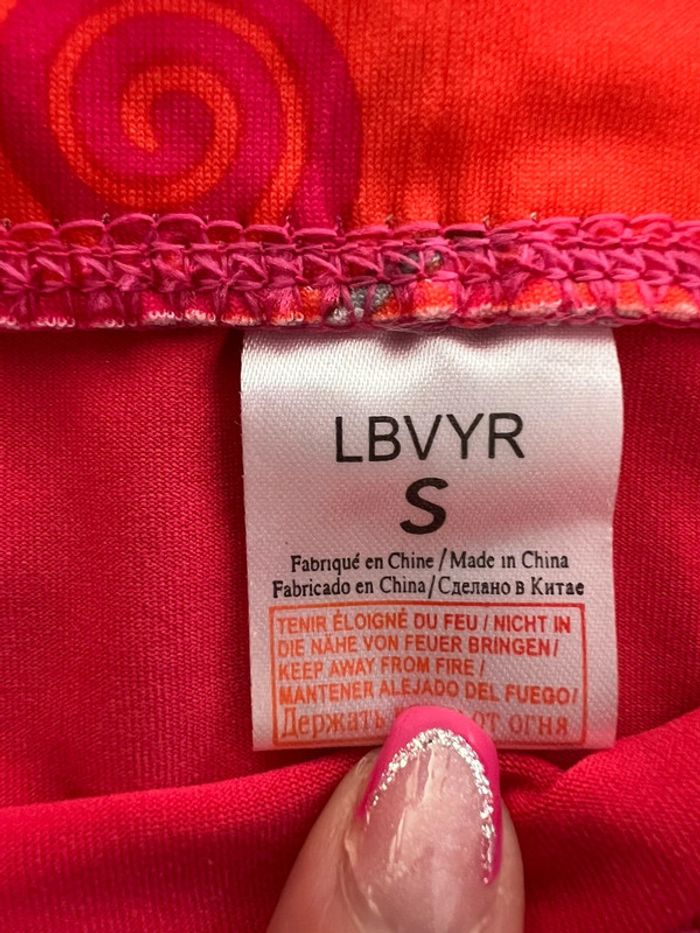 LBVYR
S
Fabriqué en Chine / Made in China
Fabricado en China / Сделано в Китае
TENIR ÉLOIGNÉ DU FEU / NICHT IN
DIE NÄHE VON FEUER BRINGEN /
KEEP AWAY FROM FIRE /
MANTENER ALEJADO DEL FUEGO /
Держать от огня